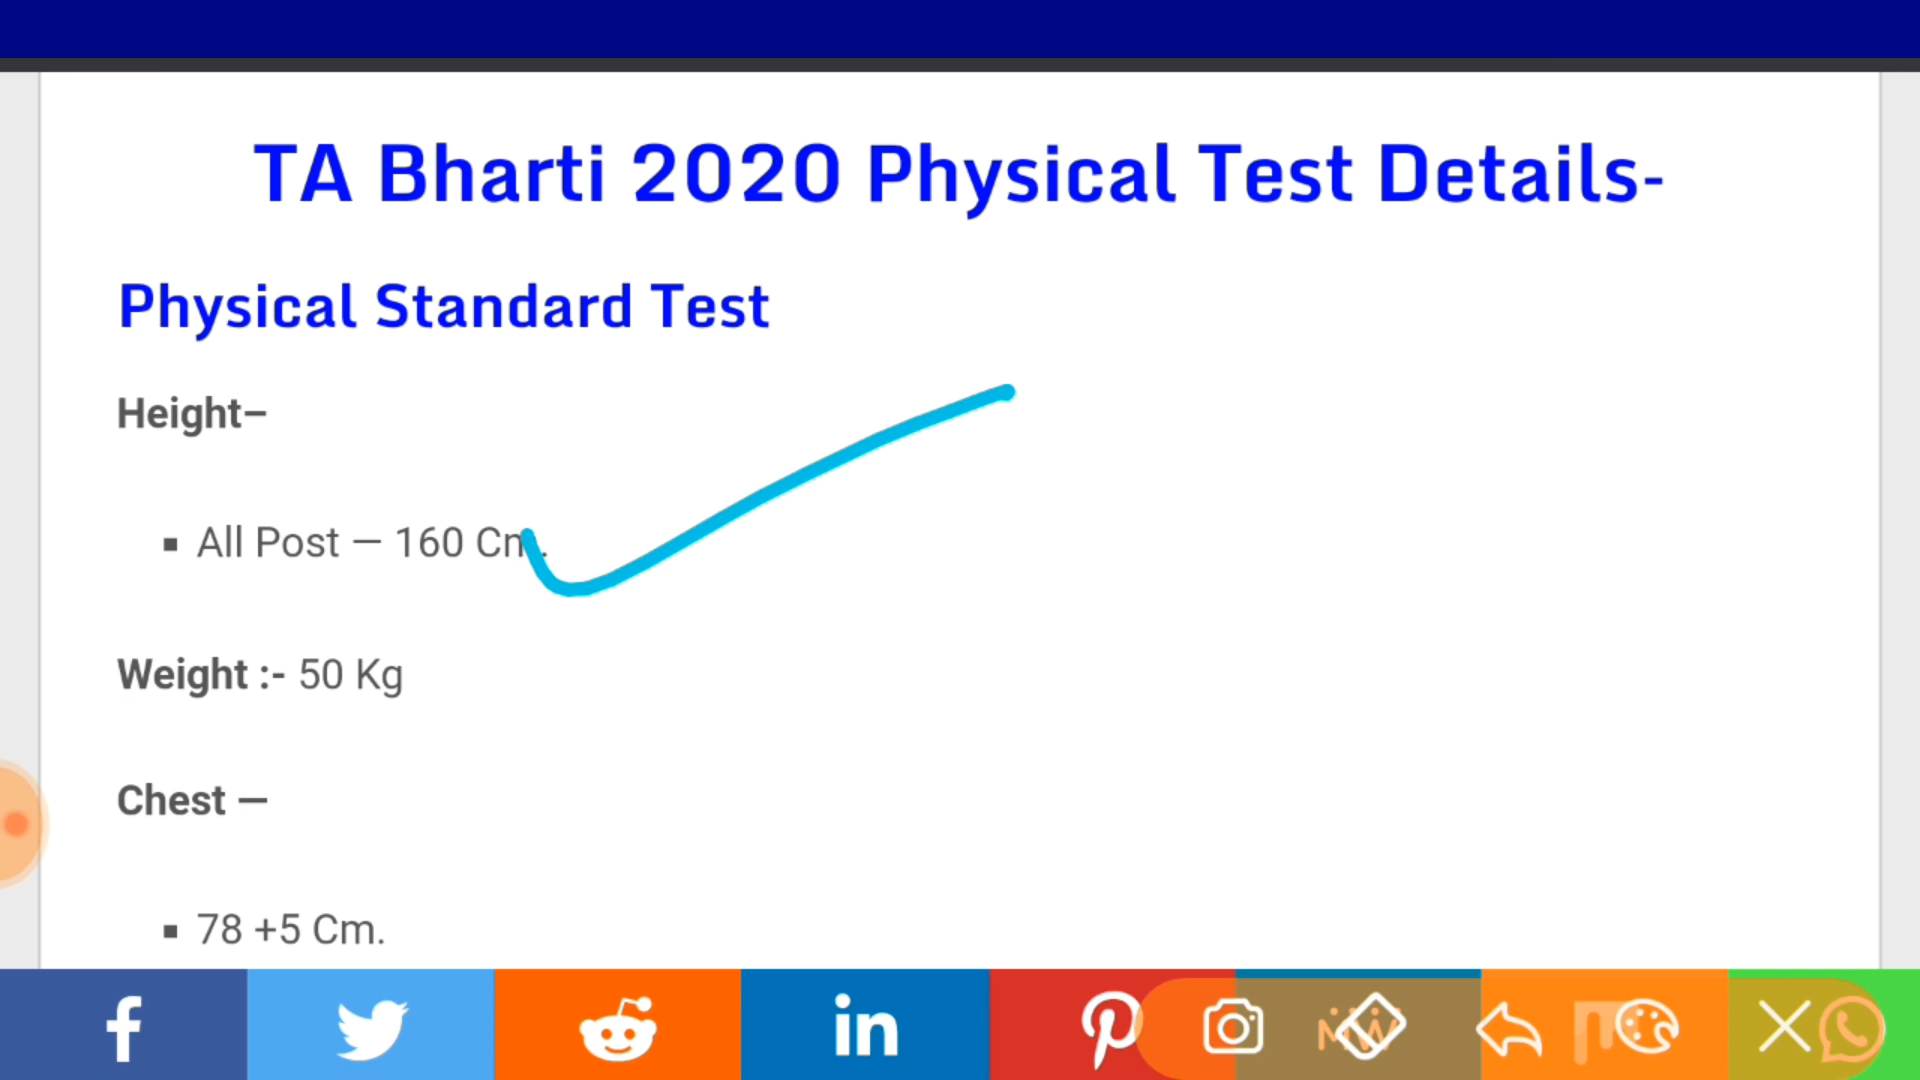 TA Bharti 2020 Physical Test Details-
Physical Standard Test
Height–
▪ All Post — 160 Cm.
Weight :- 50 Kg
Chest —
▪ 78 +5 Cm.